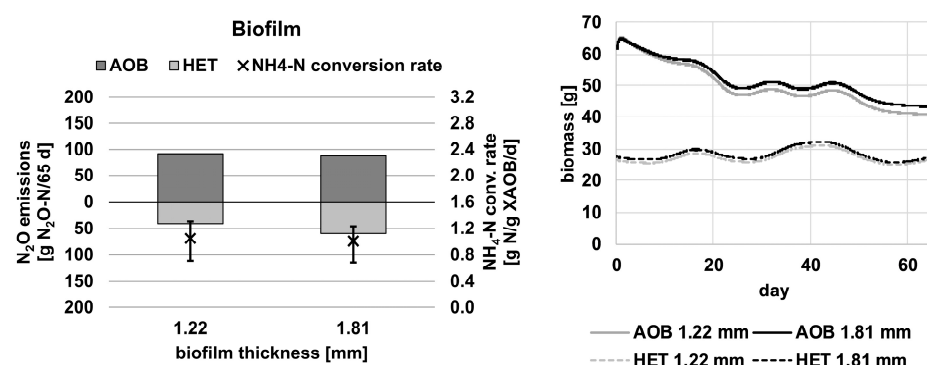 Biofilm
AOB HET NH4-N conversion rate
200 3.2
150 2.8
100 2.4
50 2.0
0 1.6
50 1.2
100 0.8
150 0.4
200 0.0
N₂O emissions
[g N₂O-N/65 d]
NH₄-N conv. rate
[g N/g XAOB/d]
1.22 1.81
biofilm thickness [mm]
70
60
50
40
30
20
10
0
biomass [g]
0 20 40 60
day
AOB 1.22 mm AOB 1.81 mm
HET 1.22 mm HET 1.81 mm